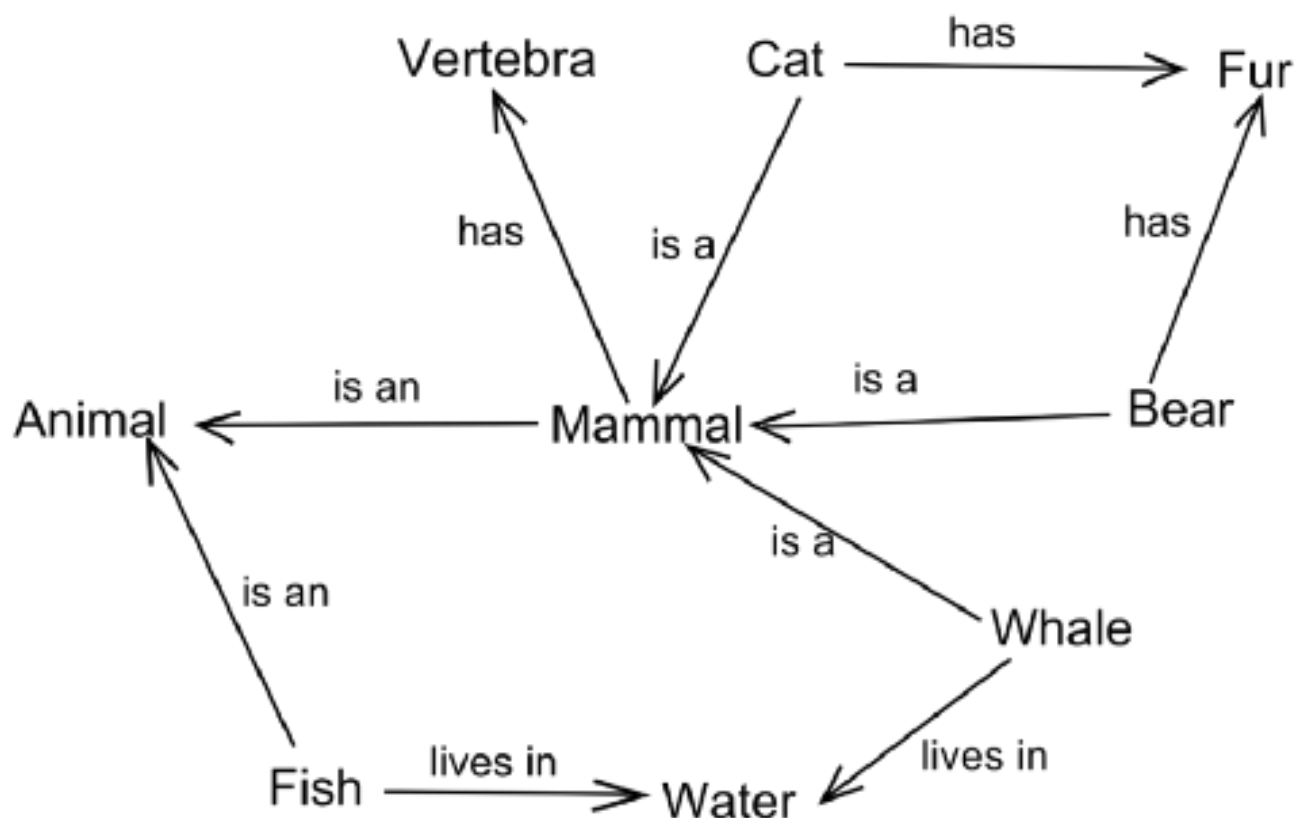 Vertebra
Cat
has
Fur
has
is a
has
Animal
is an
Mammal
is a
Bear
is a
is an
Whale
Fish
lives in
Water
lives in